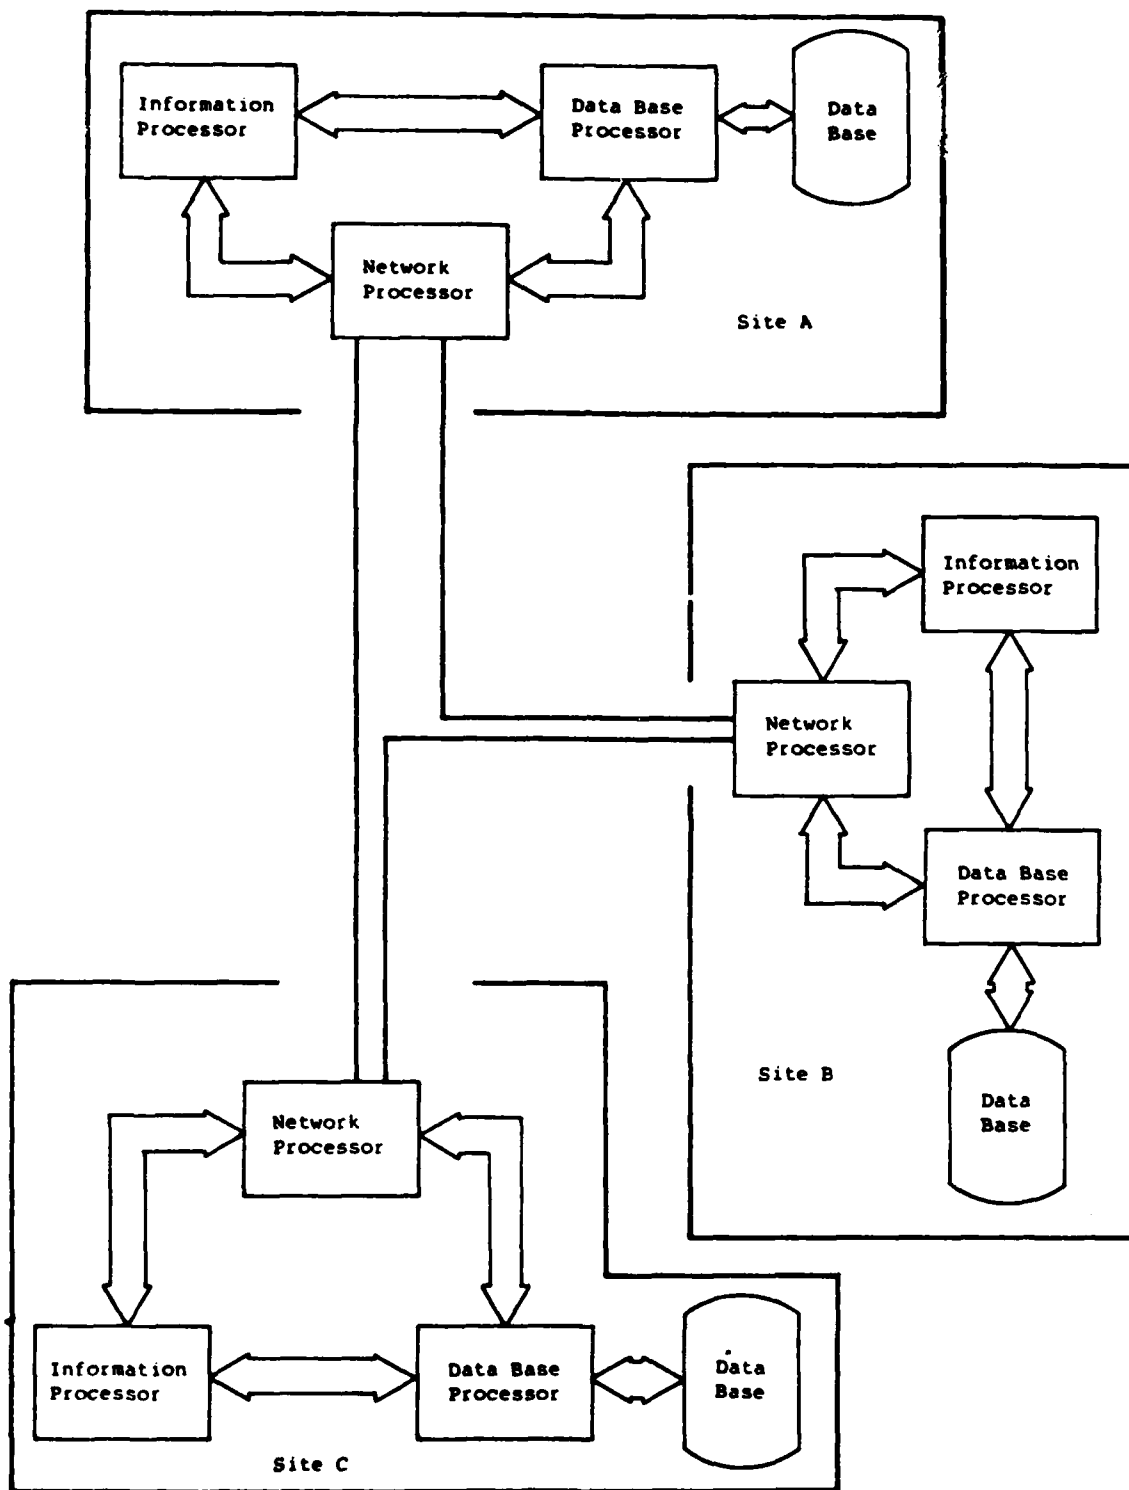 Information
Processor
Data Base
Processor
Data
Base
Network
Processor
Site A
Information
Processor
Network
Processor
Data Base
Processor
Site B
Data
Base
Network
Processor
Information
Processor
Data Base
Processor
Data
Base
Site C